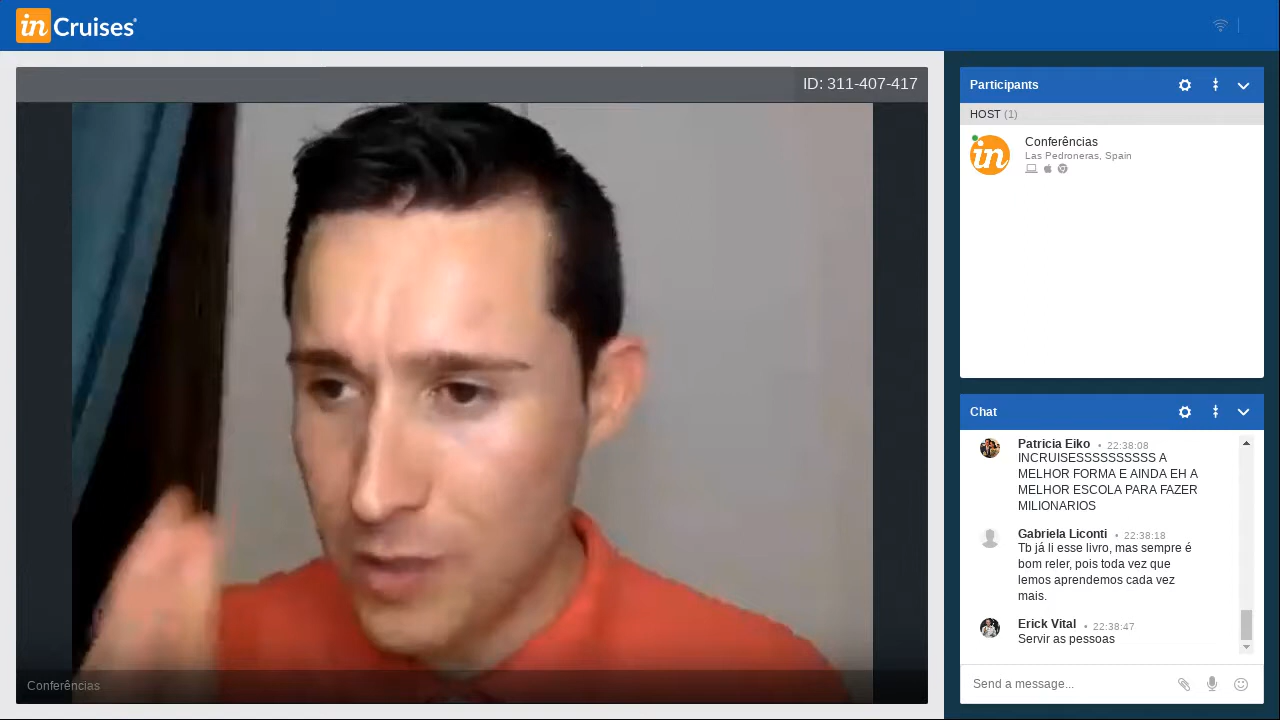 in Cruises
ID: 311-407-417
Conferências
Participants
HOST (1)
in
Conferências
Las Pedroneras, Spain
Chat
Patricia Eiko • 22:38:08
INCRUISESSSSSSSSSS A
MELHOR FORMA E AINDA EH A
MELHOR ESCOLA PARA FAZER
MILIONARIOS
Gabriela Liconti • 22:38:18
Tb já li esse livro, mas sempre é
bom reler, pois toda vez que
lemos aprendemos cada vez
mais.
Erick Vital • 22:38:47
Servir as pessoas
Send a message...